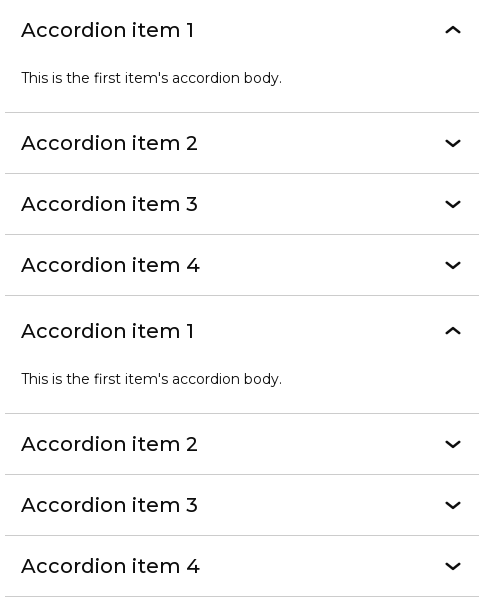 Accordion item 1
This is the first item's accordion body.
Accordion item 2
Accordion item 3
Accordion item 4
Accordion item 1
This is the first item's accordion body.
Accordion item 2
Accordion item 3
Accordion item 4